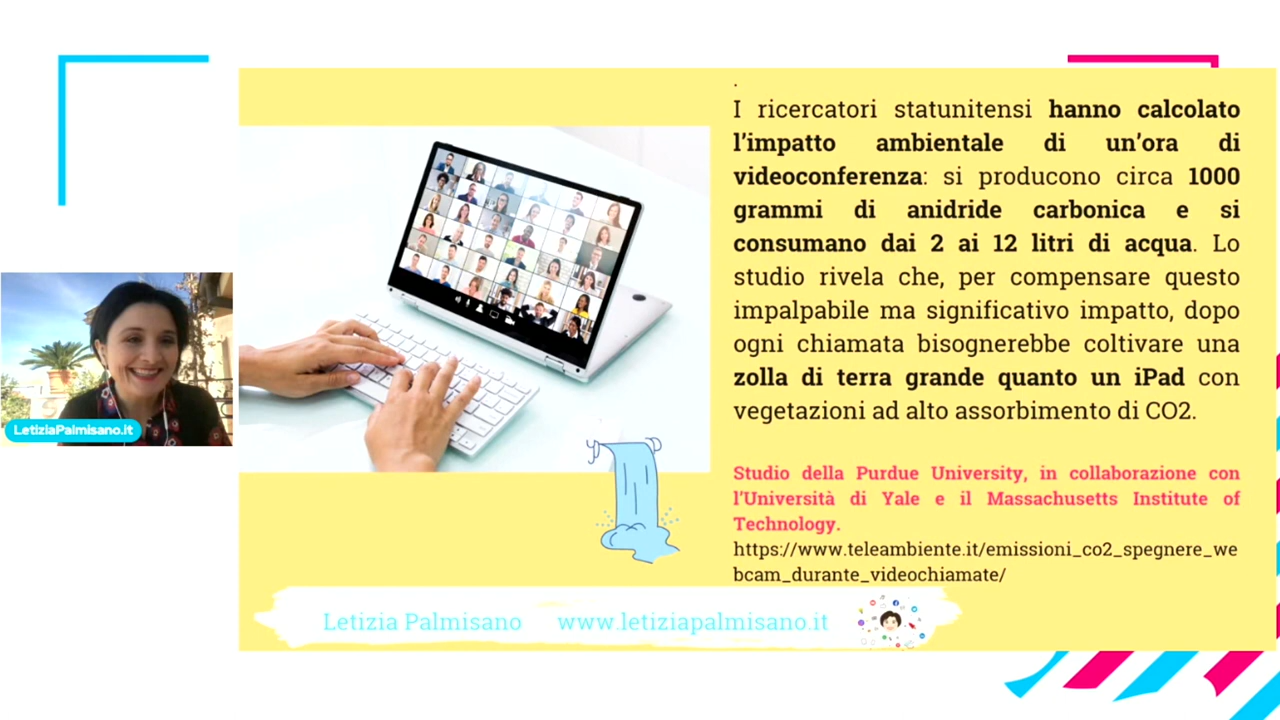 .
I ricercatori statunitensi hanno calcolato
l'impatto ambientale di un'ora di
videoconferenza: si producono circa 1000
grammi di anidride carbonica e si
consumano dai 2 ai 12 litri di acqua. Lo
studio rivela che, per compensare questo
impalpabile ma significativo impatto, dopo
ogni chiamata bisognerebbe coltivare una
zolla di terra grande quanto un iPad con
vegetazioni ad alto assorbimento di CO2.
LetiziaPalmisano.it
Studio della Purdue University, in collaborazione con
l'Università di Yale e il Massachusetts Institute of
Technology.
https://www.teleambiente.it/emissioni_co2_spegnere_we
bcam_durante_videochiamate/
Letizia Palmisano www.letiziapalmisano.it